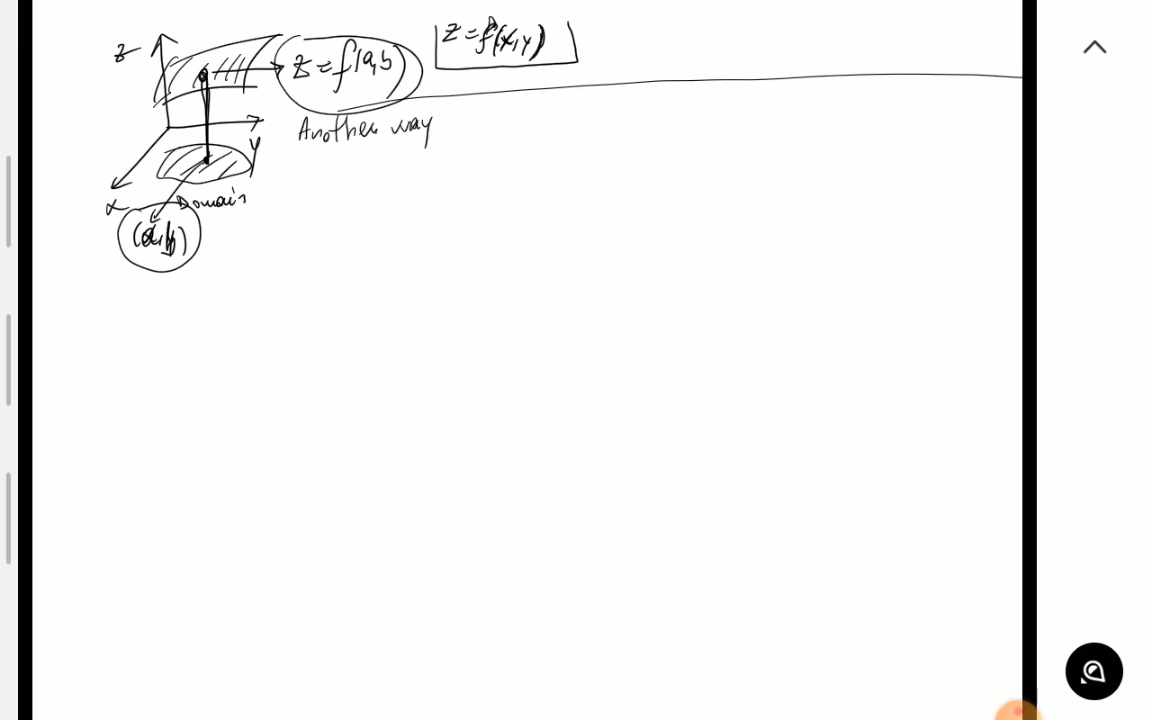 z = f(x,y)
z
z = f(a,b)
Another way
y
x
Domain
(a,b)